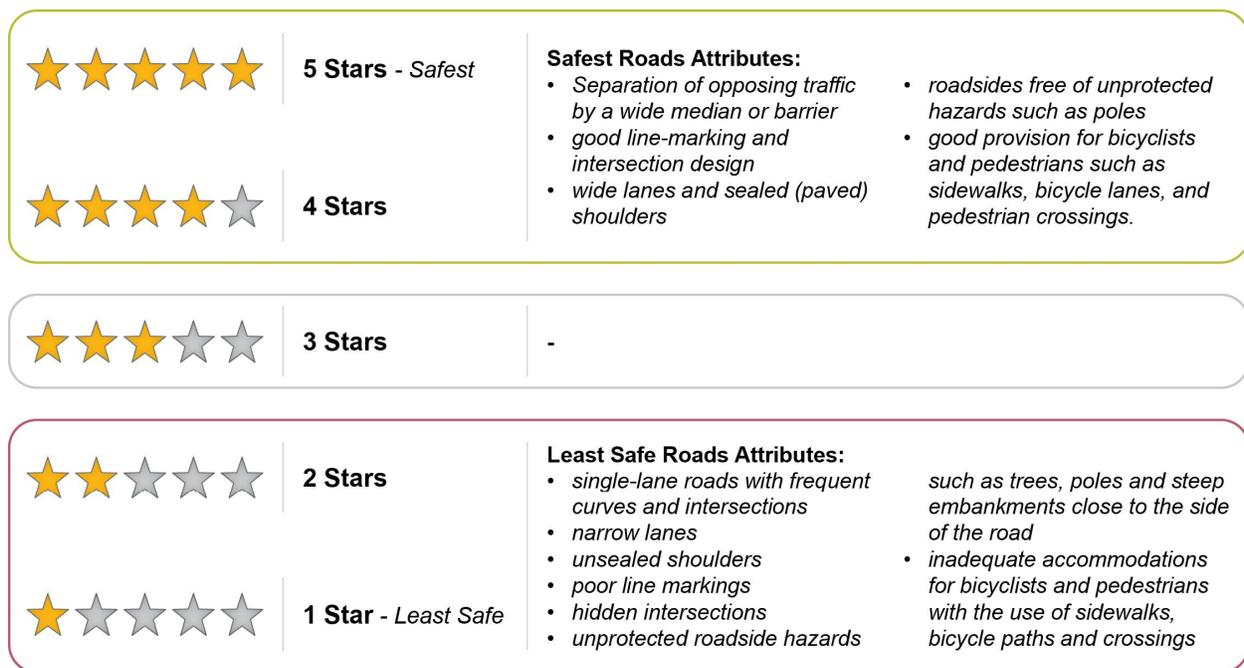 5 Stars - Safest
4 Stars
Safest Roads Attributes:
• Separation of opposing traffic
by a wide median or barrier
• good line-marking and
intersection design
• wide lanes and sealed (paved)
shoulders
• roadsides free of unprotected
hazards such as poles
• good provision for bicyclists
and pedestrians such as
sidewalks, bicycle lanes, and
pedestrian crossings.
3 Stars
-
2 Stars
1 Star - Least Safe
Least Safe Roads Attributes:
• single-lane roads with frequent
curves and intersections
• narrow lanes
• unsealed shoulders
• poor line markings
• hidden intersections
• unprotected roadside hazards
such as trees, poles and steep
embankments close to the side
of the road
• inadequate accommodations
for bicyclists and pedestrians
with the use of sidewalks,
bicycle paths and crossings